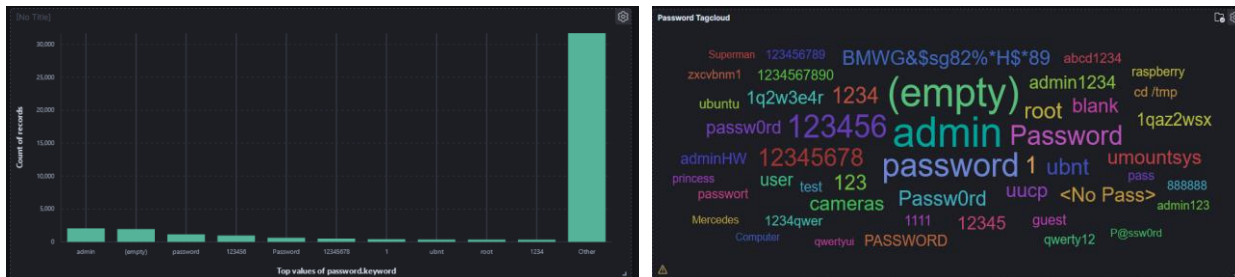 [No Title]
30,000
25,000
20,000
15,000
10,000
5,000
0
Count of records
admin (empty) password 123456 Password 12345678 1 ubnt root 1234 Other
Top values of password.keyword
Password Tagcloud
Superman 123456789 BMWG&$sg82%*H$*89 abcd1234
zxcvbnm1 1234567890 (empty) admin1234 raspberry
ubuntu 1q2w3e4r 1234 root blank cd /tmp
passw0rd 123456 admin Password 1qaz2wsx
adminHW 12345678 password 1 ubnt umountsys
princess user test 123 uucp <No Pass> pass 888888
passwort cameras Passw0rd admin123
Mercedes 1234qwer 1111 12345 guest
Computer qwertyui PASSWORD qwerty12 P@ssw0rd